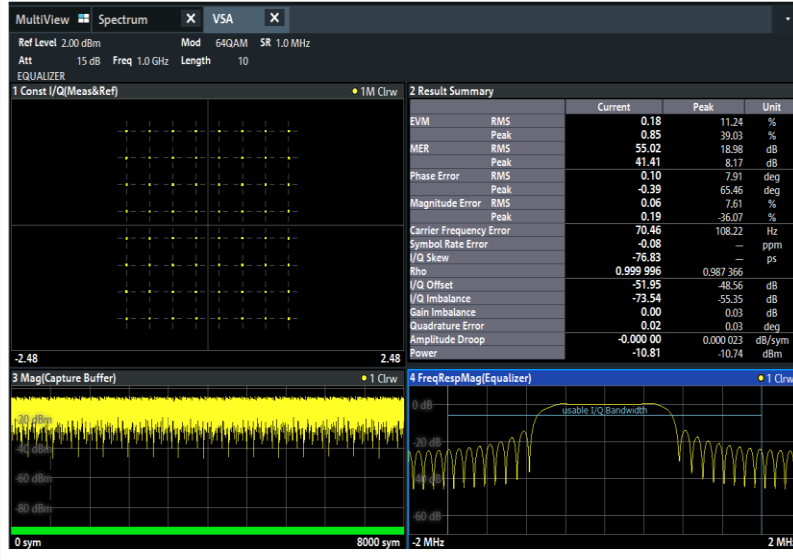 MultiView Spectrum X VSA X
Ref Level 2.00 dBm Mod 64QAM SR 1.0 MHz
Att 15 dB Freq 1.0 GHz Length 10
EQUALIZER
1 Const I/Q(Meas&Ref) 1M Clrw
-2.48 2.48
2 Result Summary
Current Peak Unit
EVM RMS 0.18 11.24 %
Peak 0.85 39.03 %
MER RMS 55.02 18.98 dB
Peak 41.41 8.17 dB
Phase Error RMS 0.10 7.91 deg
Peak -0.39 65.46 deg
Magnitude Error RMS 0.06 7.61 %
Peak 0.19 -36.07 %
Carrier Frequency Error 70.46 108.22 Hz
Symbol Rate Error -0.08 — ppm
I/Q Skew -76.83 — ps
Rho 0.999 996 0.987 366
I/Q Offset -51.95 -48.56 dB
I/Q Imbalance -73.54 -55.35 dB
Gain Imbalance 0.00 0.03 dB
Quadrature Error 0.02 0.03 deg
Amplitude Droop -0.000 00 0.000 023 dB/sym
Power -10.81 -10.74 dBm
3 Mag(Capture Buffer) 1 Clrw
-20 dBm
-40 dBm
-60 dBm
-80 dBm
0 sym 8000 sym
4 FreqRespMag(Equalizer) 1 Clrw
0 dB
usable I/Q Bandwidth
-20 dB
-40 dB
-60 dB
-2 MHz 2 MHz